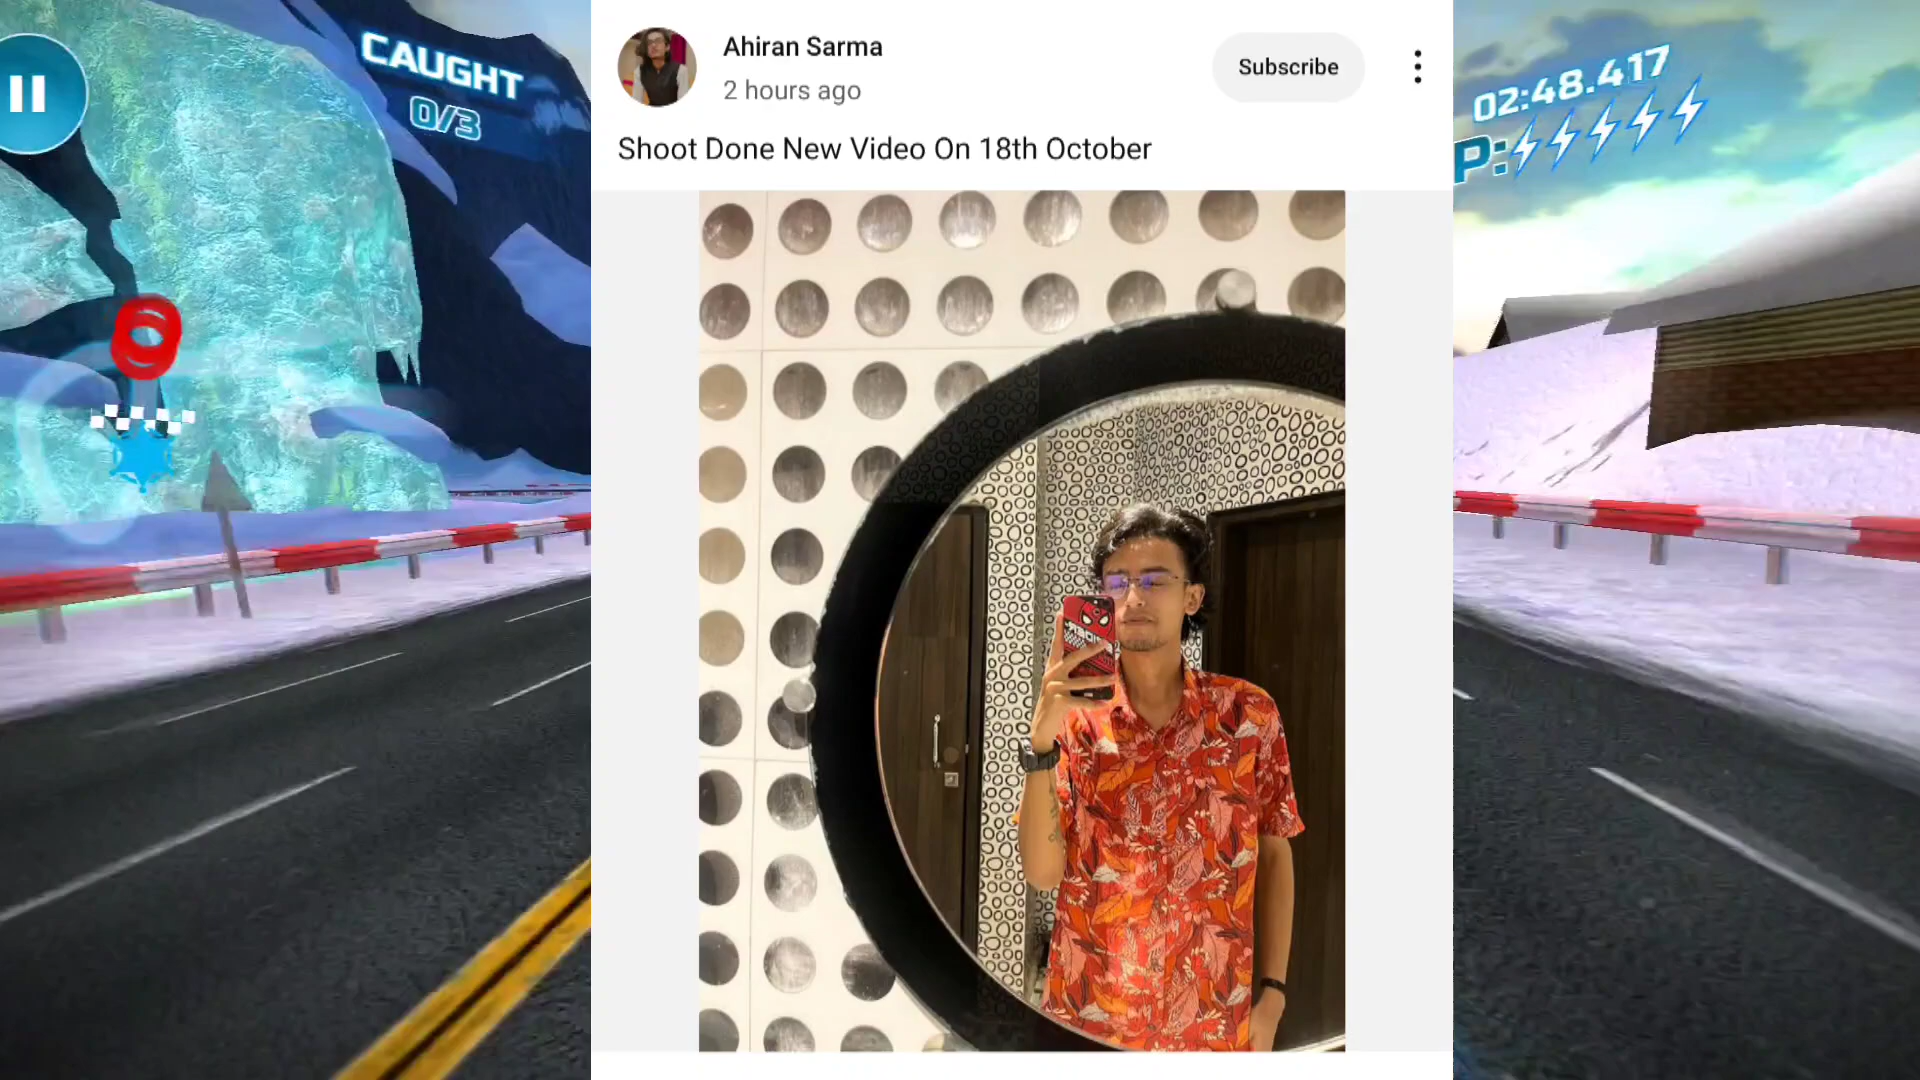 CAUGHT
0/3
Ahiran Sarma
2 hours ago
Subscribe
Shoot Done New Video On 18th October
02:48.417
P: